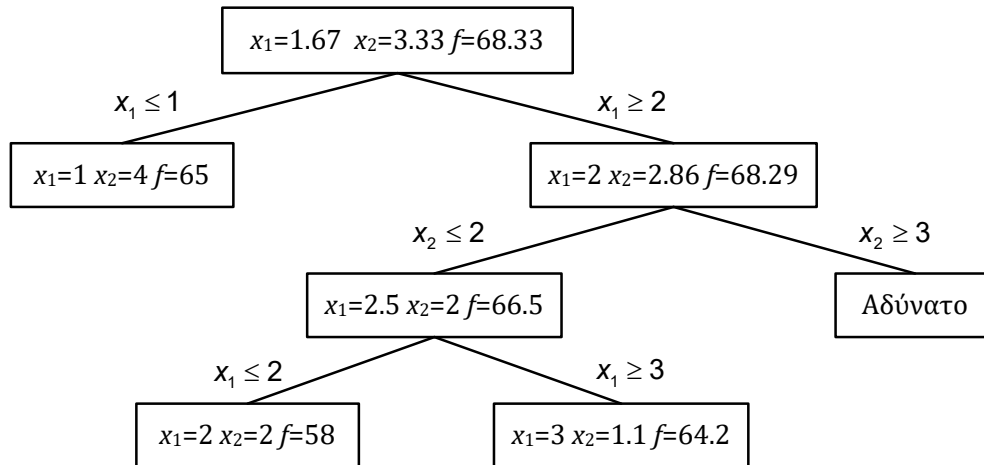 x₁=1.67 x₂=3.33 f=68.33
x₁ ≤ 1
x₁ ≥ 2
x₁=1 x₂=4 f=65
x₁=2 x₂=2.86 f=68.29
x₂ ≤ 2
x₂ ≥ 3
x₁=2.5 x₂=2 f=66.5
Αδύνατο
x₁ ≤ 2
x₁ ≥ 3
x₁=2 x₂=2 f=58
x₁=3 x₂=1.1 f=64.2